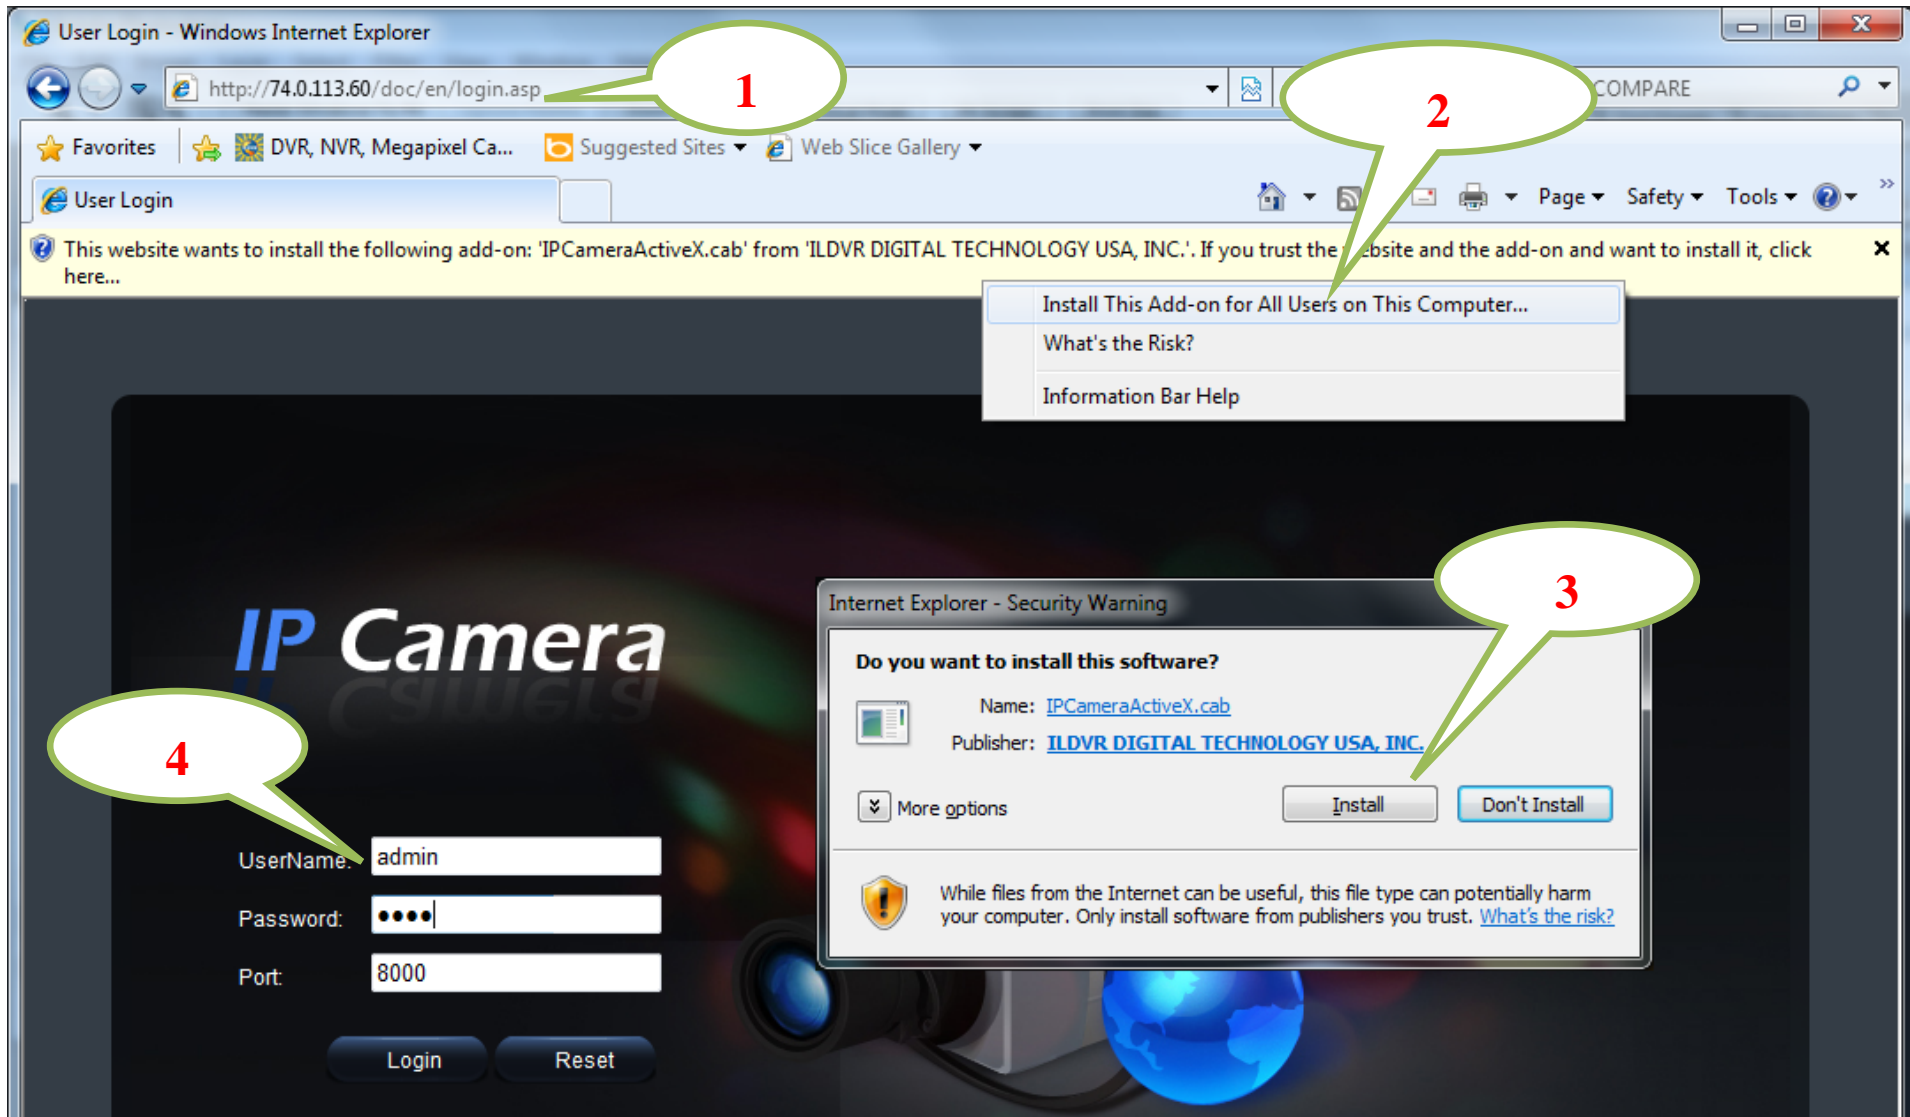 User Login - Windows Internet Explorer
1
http://74.0.113.60/doc/en/login.asp
2
COMPARE
Favorites
DVR, NVR, Megapixel Ca...
Suggested Sites
Web Slice Gallery
User Login
Page
Safety
Tools
This website wants to install the following add-on: 'IPCameraActiveX.cab' from 'ILDVR DIGITAL TECHNOLOGY USA, INC.'. If you trust the website and the add-on and want to install it, click
here...
Install This Add-on for All Users on This Computer...
What's the Risk?
Information Bar Help
IP Camera
3
Internet Explorer - Security Warning
Do you want to install this software?
Name: IPCameraActiveX.cab
Publisher: ILDVR DIGITAL TECHNOLOGY USA, INC.
More options
Install
Don't Install
While files from the Internet can be useful, this file type can potentially harm
your computer. Only install software from publishers you trust. What's the risk?
4
UserName: admin
Password: ●●●●
Port: 8000
Login
Reset